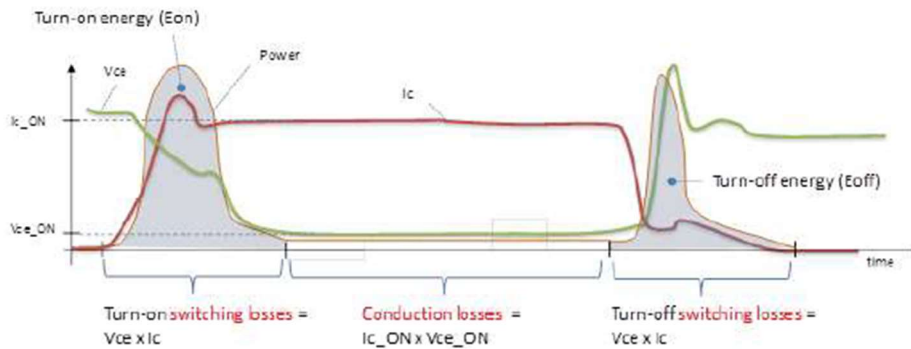 Turn-on energy (Eon)
Vce
Power
Ic
Ic_ON
Turn-off energy (Eoff)
Vce_ON
time
Turn-on switching losses =
Vce x Ic
Conduction losses =
Ic_ON x Vce_ON
Turn-off switching losses =
Vce x Ic